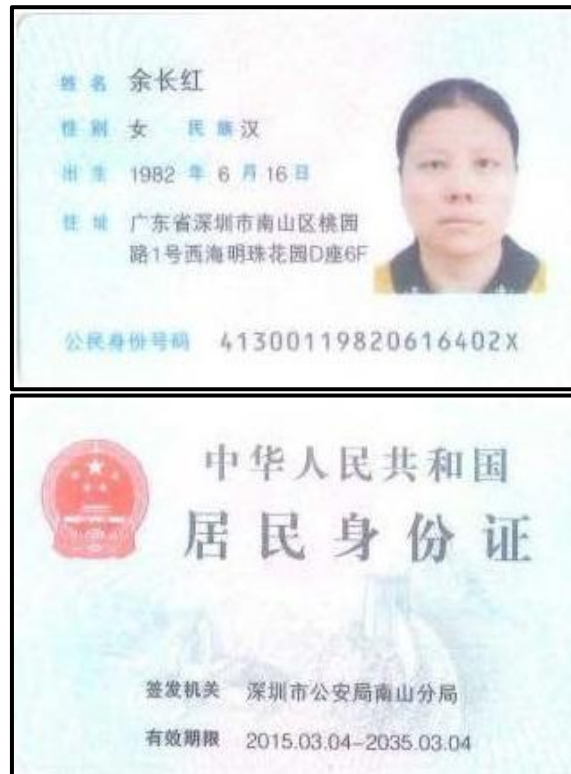 姓名 余长红
性别 女 民族 汉
出生 1982 年 6 月 16 日
住址 广东省深圳市南山区桃园
路1号西海明珠花园D座6F
公民身份号码 41300119820616402X
中华人民共和国
居民身份证
签发机关 深圳市公安局南山分局
有效期限 2015.03.04-2035.03.04